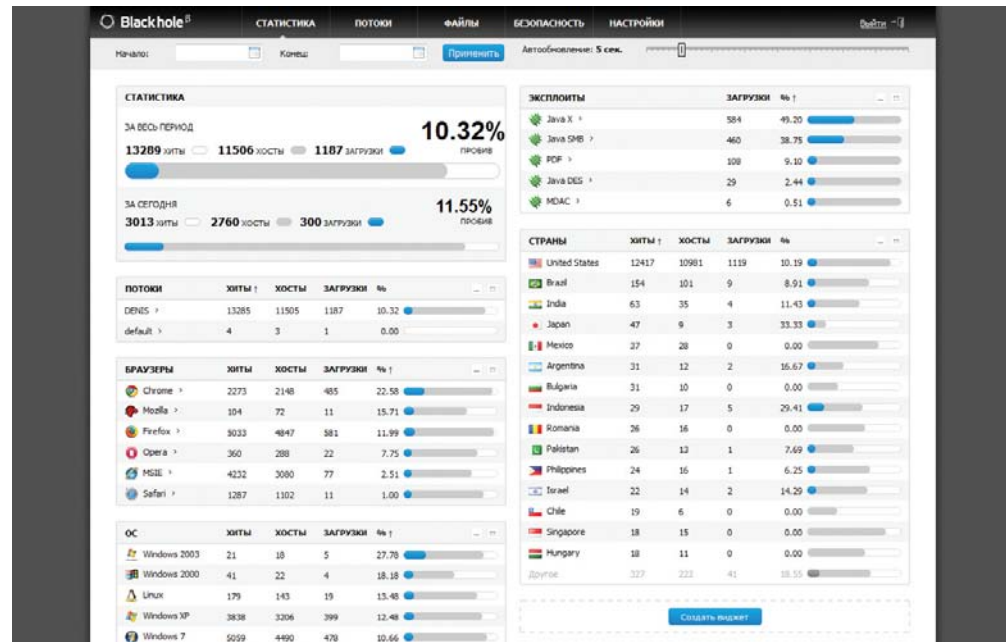 Blackhole β
СТАТИСТИКА ПОТОКИ ФАЙЛЫ БЕЗОПАСНОСТЬ НАСТРОЙКИ Выйти
Начало: Конец: Применить Автообновление: 5 сек.
СТАТИСТИКА
ЗА ВЕСЬ ПЕРИОД
13289 ХИТЫ 11506 ХОСТЫ 1187 ЗАГРУЗКИ
10.32%
ПРОБИВ
ЗА СЕГОДНЯ
3013 ХИТЫ 2760 ХОСТЫ 300 ЗАГРУЗКИ
11.55%
ПРОБИВ
ПОТОКИ ХИТЫ ↑ ХОСТЫ ЗАГРУЗКИ %
DENIS › 13285 11505 1187 10.32
default › 4 3 1 0.00
БРАУЗЕРЫ ХИТЫ ХОСТЫ ЗАГРУЗКИ % ↑
Chrome › 2273 2148 485 22.58
Mozilla › 104 72 11 15.71
Firefox › 5033 4847 581 11.99
Opera › 360 288 22 7.75
MSIE › 4232 3080 77 2.51
Safari › 1287 1102 11 1.00
ОС ХИТЫ ХОСТЫ ЗАГРУЗКИ % ↑
Windows 2003 21 18 5 27.78
Windows 2000 41 22 4 18.18
Linux 179 143 19 13.48
Windows XP 3838 3206 399 12.48
Windows 7 5059 4490 478 10.66
ЭКСПЛОИТЫ ЗАГРУЗКИ % ↑
Java X › 584 49.20
Java SMB › 460 38.75
PDF › 108 9.10
Java DES › 29 2.44
MDAC › 6 0.51
СТРАНЫ ХИТЫ ↑ ХОСТЫ ЗАГРУЗКИ %
United States 12417 10981 1119 10.19
Brazil 154 101 9 8.91
India 63 35 4 11.43
Japan 47 9 3 33.33
Mexico 37 28 0 0.00
Argentina 31 12 2 16.67
Bulgaria 31 10 0 0.00
Indonesia 29 17 5 29.41
Romania 26 16 0 0.00
Pakistan 26 13 1 7.69
Philippines 24 16 1 6.25
Israel 22 14 2 14.29
Chile 19 6 0 0.00
Singapore 18 15 0 0.00
Hungary 18 11 0 0.00
Другое 327 222 41 18.55
Создать виджет